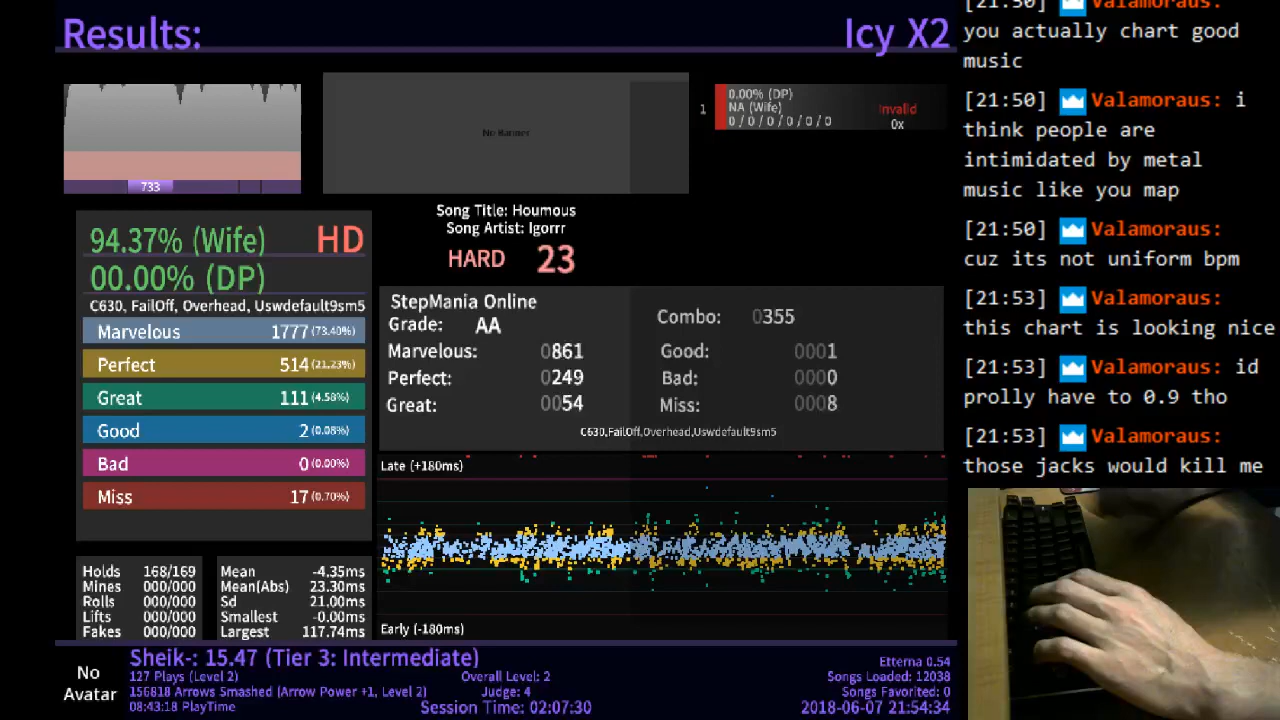 Results:
Icy X2
733
No Banner
1
0.00% (DP)
NA (Wife)
0/0/0/0/0/0
Invalid
0x
94.37% (Wife)
HD
00.00% (DP)
C630, FailOff, Overhead, Uswdefault9sm5
Marvelous 1777 (73.40%)
Perfect 514 (21.23%)
Great 111 (4.58%)
Good 2 (0.08%)
Bad 0 (0.00%)
Miss 17 (0.70%)
Song Title: Houmous
Song Artist: Igorrr
HARD 23
StepMania Online
Grade: AA
Marvelous: 0861
Perfect: 0249
Great: 0054
Combo: 0355
Good: 0001
Bad: 0000
Miss: 0008
C630,FailOff,Overhead,Uswdefault9sm5
Late (+180ms)
Early (-180ms)
Holds 168/169
Mines 000/000
Rolls 000/000
Lifts 000/000
Fakes 000/000
Mean -4.35ms
Mean(Abs) 23.30ms
Sd 21.00ms
Smallest -0.00ms
Largest 117.74ms
No
Avatar
Sheik-: 15.47 (Tier 3: Intermediate)
127 Plays (Level 2)
156818 Arrows Smashed (Arrow Power +1, Level 2)
08:43:18 PlayTime
Overall Level: 2
Judge: 4
Session Time: 02:07:30
Etterna 0.54
Songs Loaded: 12038
Songs Favorited: 0
2018-06-07 21:54:34
[21:50] Valamoraus:
you actually chart good
music
[21:50] Valamoraus: i
think people are
intimidated by metal
music like you map
[21:50] Valamoraus:
cuz its not uniform bpm
[21:53] Valamoraus:
this chart is looking nice
[21:53] Valamoraus: id
prolly have to 0.9 tho
[21:53] Valamoraus:
those jacks would kill me